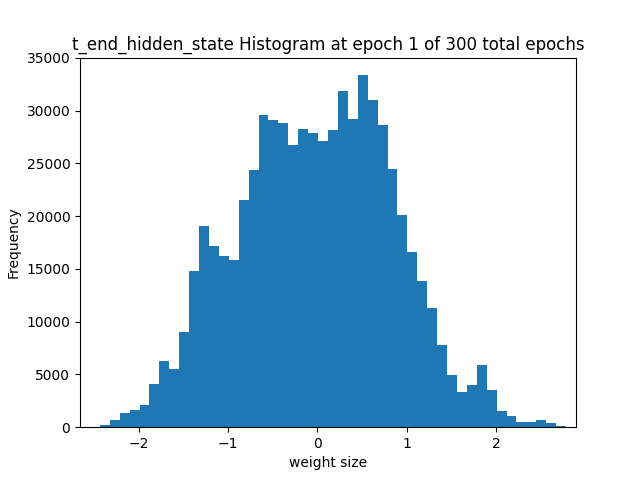 t_end_hidden_state Histogram at epoch 1 of 300 total epochs
35000
30000
25000
20000
15000
10000
5000
0
Frequency
−2 −1 0 1 2
weight size